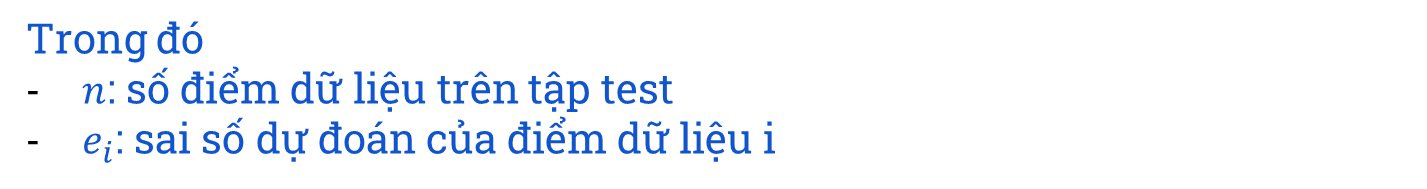 Trong đó
- n: số điểm dữ liệu trên tập test
- eᵢ: sai số dự đoán của điểm dữ liệu i